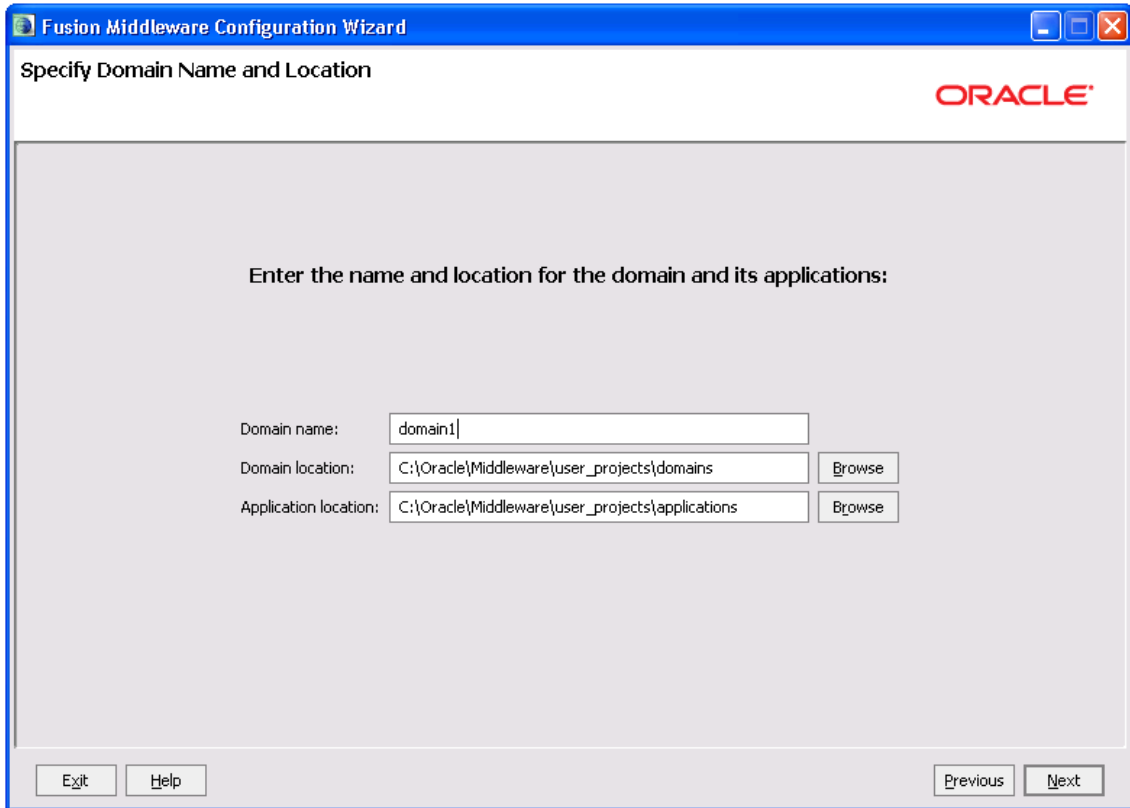 Fusion Middleware Configuration Wizard
Specify Domain Name and Location
ORACLE
Enter the name and location for the domain and its applications:
Domain name: domain1
Domain location: C:\Oracle\Middleware\user_projects\domains Browse
Application location: C:\Oracle\Middleware\user_projects\applications Browse
Exit Help Previous Next